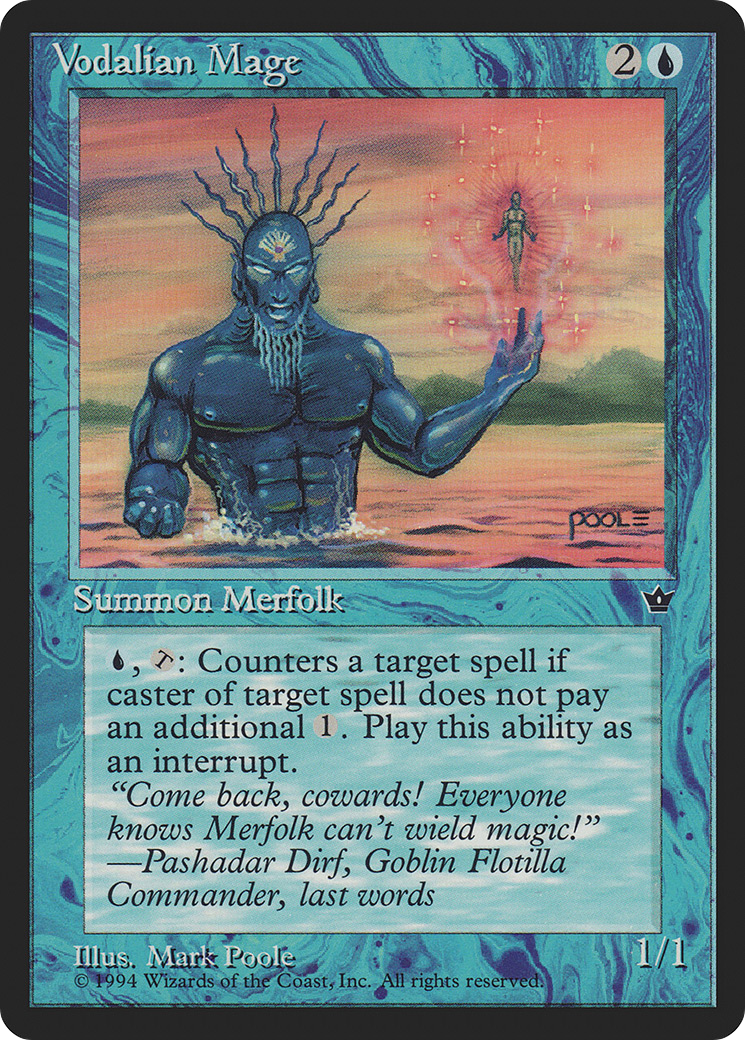 Vodalian Mage 2
POOLE
Summon Merfolk
, T: Counters a target spell if
caster of target spell does not pay
an additional 1. Play this ability as
an interrupt.
“Come back, cowards! Everyone
knows Merfolk can’t wield magic!”
—Pashadar Dirf, Goblin Flotilla
Commander, last words
Illus. Mark Poole
1/1
© 1994 Wizards of the Coast, Inc. All rights reserved.